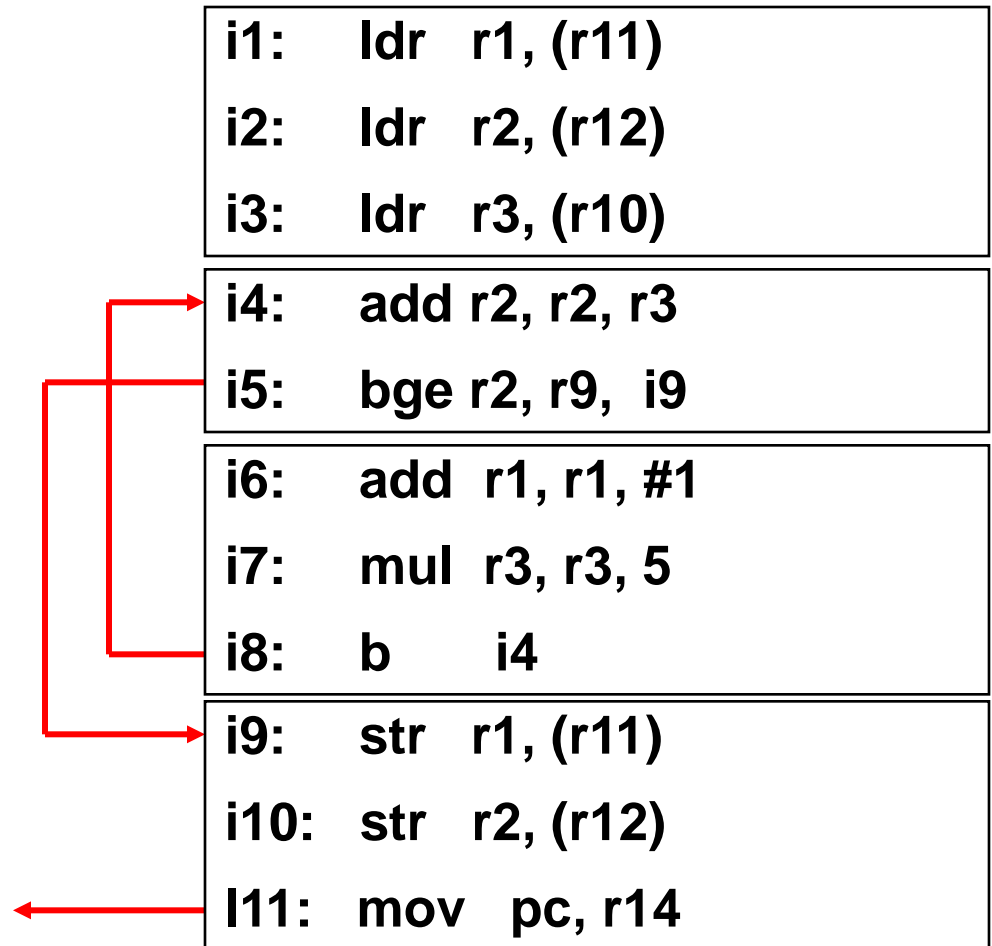 i1: ldr r1, (r11)
i2: ldr r2, (r12)
i3: ldr r3, (r10)
i4: add r2, r2, r3
i5: bge r2, r9, i9
i6: add r1, r1, #1
i7: mul r3, r3, 5
i8: b i4
i9: str r1, (r11)
i10: str r2, (r12)
I11: mov pc, r14